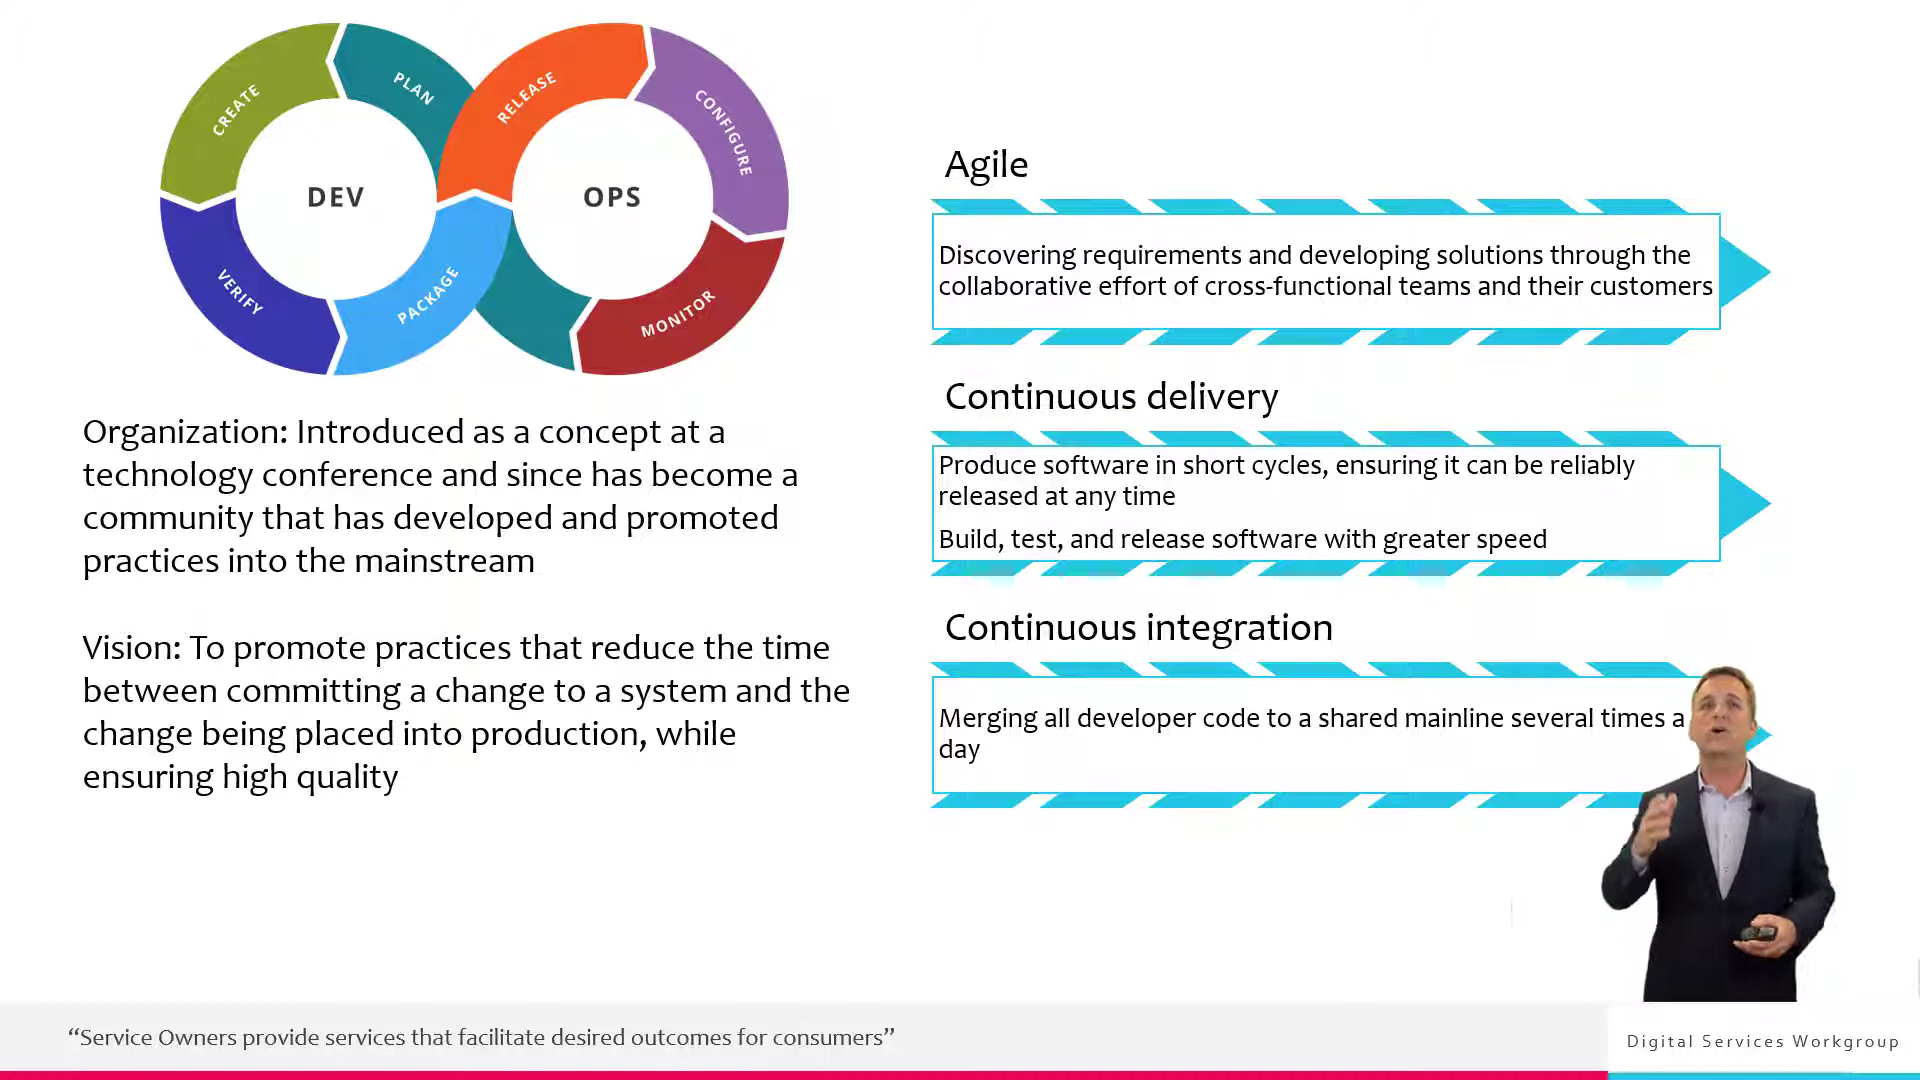 CREATE
PLAN
RELEASE
CONFIGURE
DEV
OPS
VERIFY
PACKAGE
MONITOR
Organization: Introduced as a concept at a
technology conference and since has become a
community that has developed and promoted
practices into the mainstream
Vision: To promote practices that reduce the time
between committing a change to a system and the
change being placed into production, while
ensuring high quality
Agile
Discovering requirements and developing solutions through the
collaborative effort of cross-functional teams and their customers
Continuous delivery
Produce software in short cycles, ensuring it can be reliably
released at any time
Build, test, and release software with greater speed
Continuous integration
Merging all developer code to a shared mainline several times a
day
“Service Owners provide services that facilitate desired outcomes for consumers”
Digital Services Workgroup